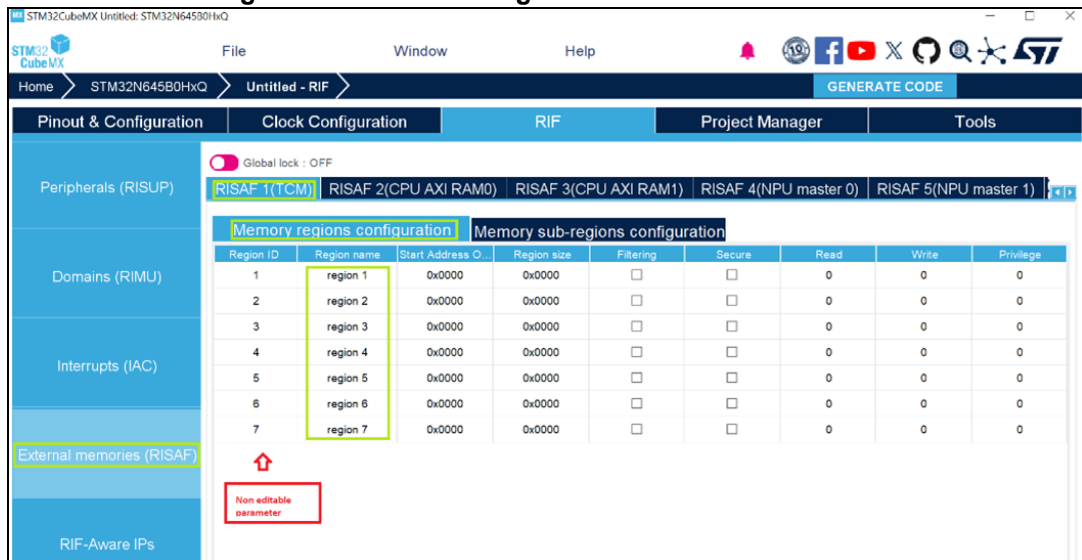 STM32CubeMX Untitled: STM32N645B0HxQ
STM32 CubeMX File Window Help
Home STM32N645B0HxQ Untitled - RIF GENERATE CODE
Pinout & Configuration Clock Configuration RIF Project Manager Tools
Global lock : OFF
Peripherals (RISUP)
Domains (RIMU)
Interrupts (IAC)
External memories (RISAF)
RIF-Aware IPs
RISAF 1(TCM) RISAF 2(CPU AXI RAM0) RISAF 3(CPU AXI RAM1) RISAF 4(NPU master 0) RISAF 5(NPU master 1)
Memory regions configuration Memory sub-regions configuration
Region ID Region name Start Address O... Region size Filtering Secure Read Write Privilege
1 region 1 0x0000 0x0000 0 0 0
2 region 2 0x0000 0x0000 0 0 0
3 region 3 0x0000 0x0000 0 0 0
4 region 4 0x0000 0x0000 0 0 0
5 region 5 0x0000 0x0000 0 0 0
6 region 6 0x0000 0x0000 0 0 0
7 region 7 0x0000 0x0000 0 0 0
Non editable
parameter